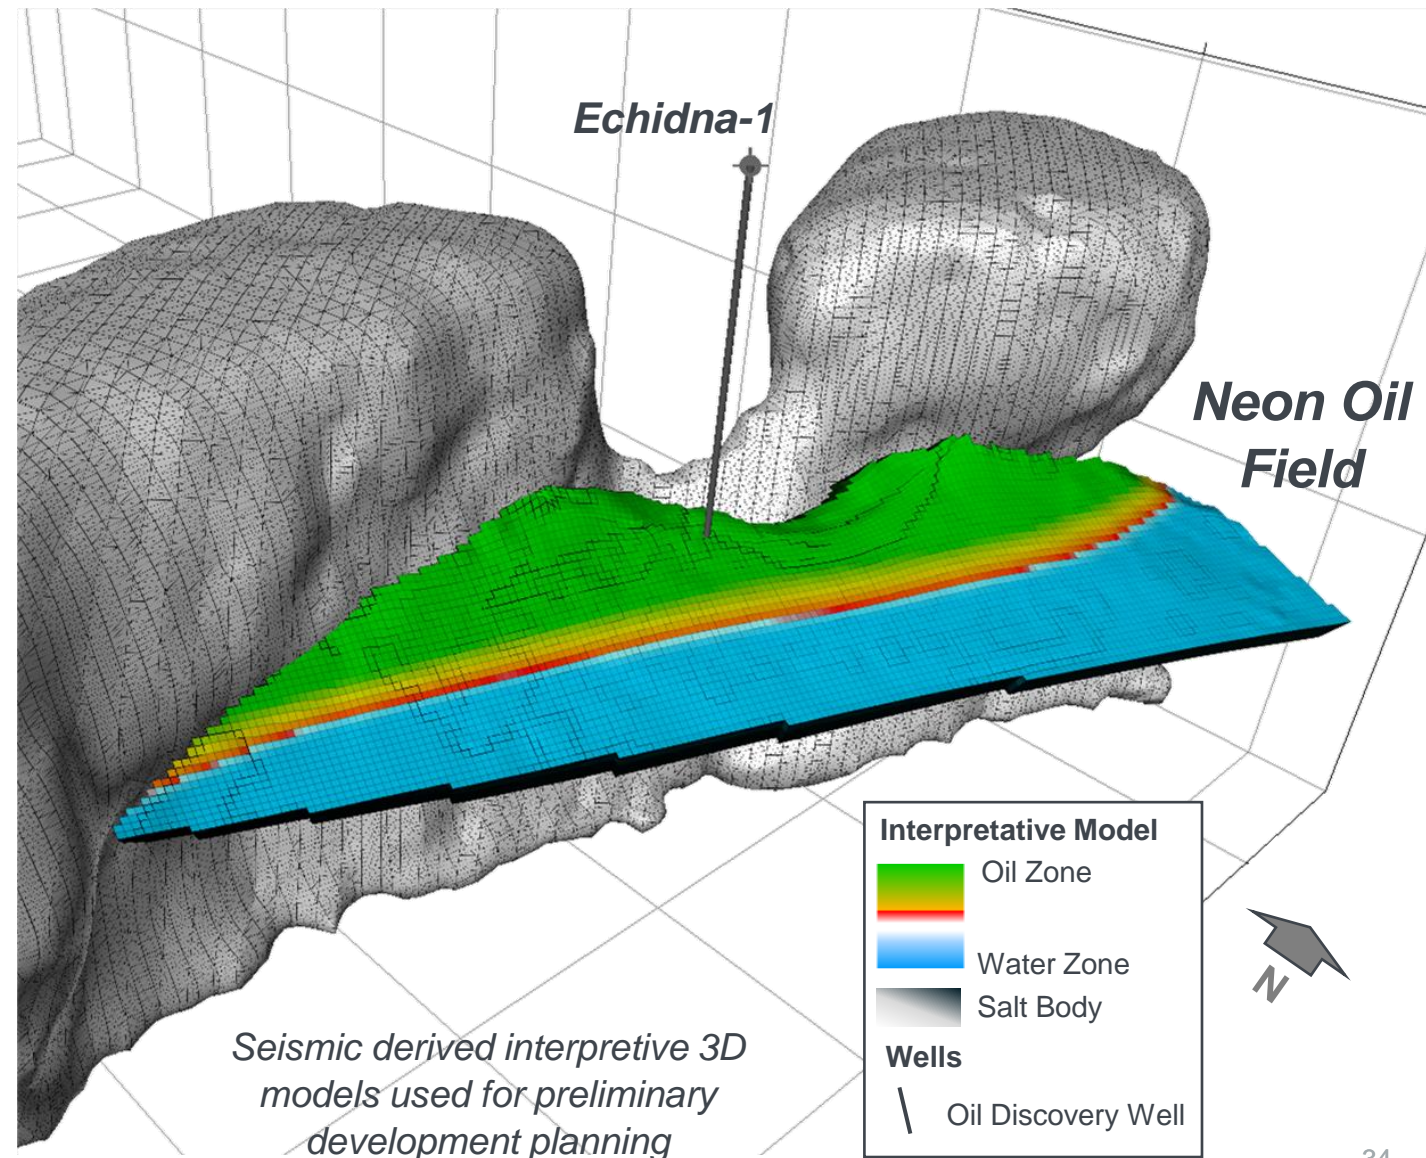 Echidna-1
Neon Oil
Field
Interpretative Model
Oil Zone
Water Zone
Salt Body
Wells
Oil Discovery Well
N
Seismic derived interpretive 3D
models used for preliminary
development planning
34